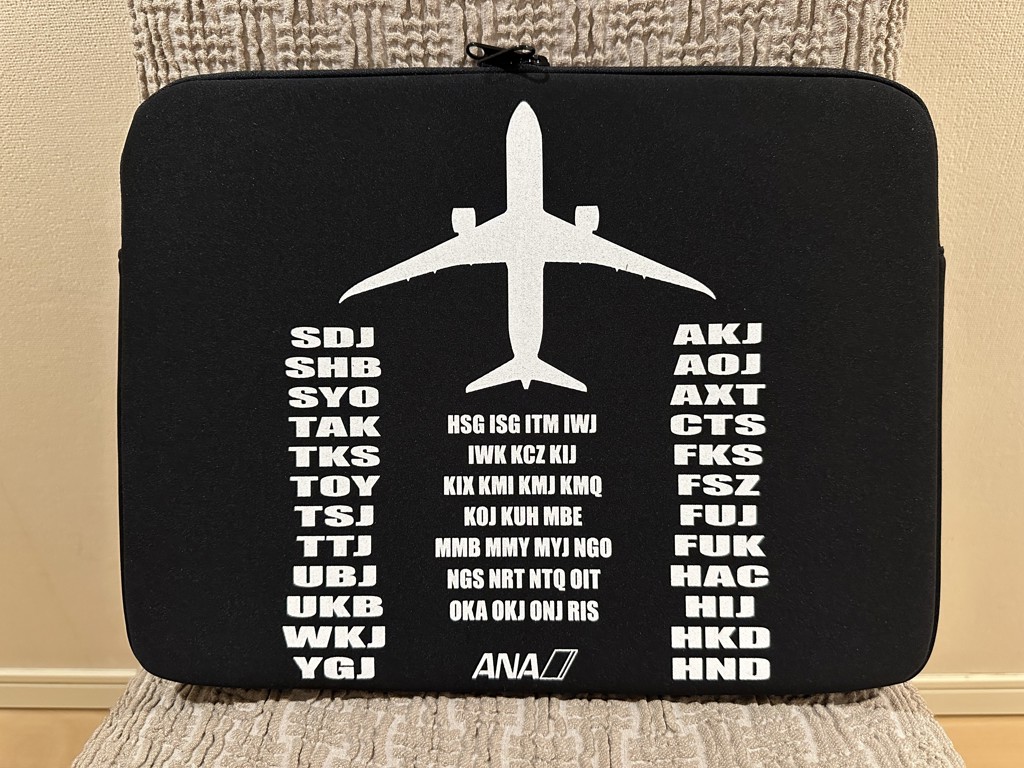 SDJ
SHB
SYO
TAK
TKS
TOY
TSJ
TTJ
UBJ
UKB
WKJ
YGJ
HSG ISG ITM IWJ
IWK KCZ KIJ
KIX KMI KMJ KMQ
KOJ KUH MBE
MMB MMY MYJ NGO
NGS NRT NTQ OIT
OKA OKJ ONJ RIS
ANA
AKJ
AOJ
AXT
CTS
FKS
FSZ
FUJ
FUK
HAC
HIJ
HKD
HND